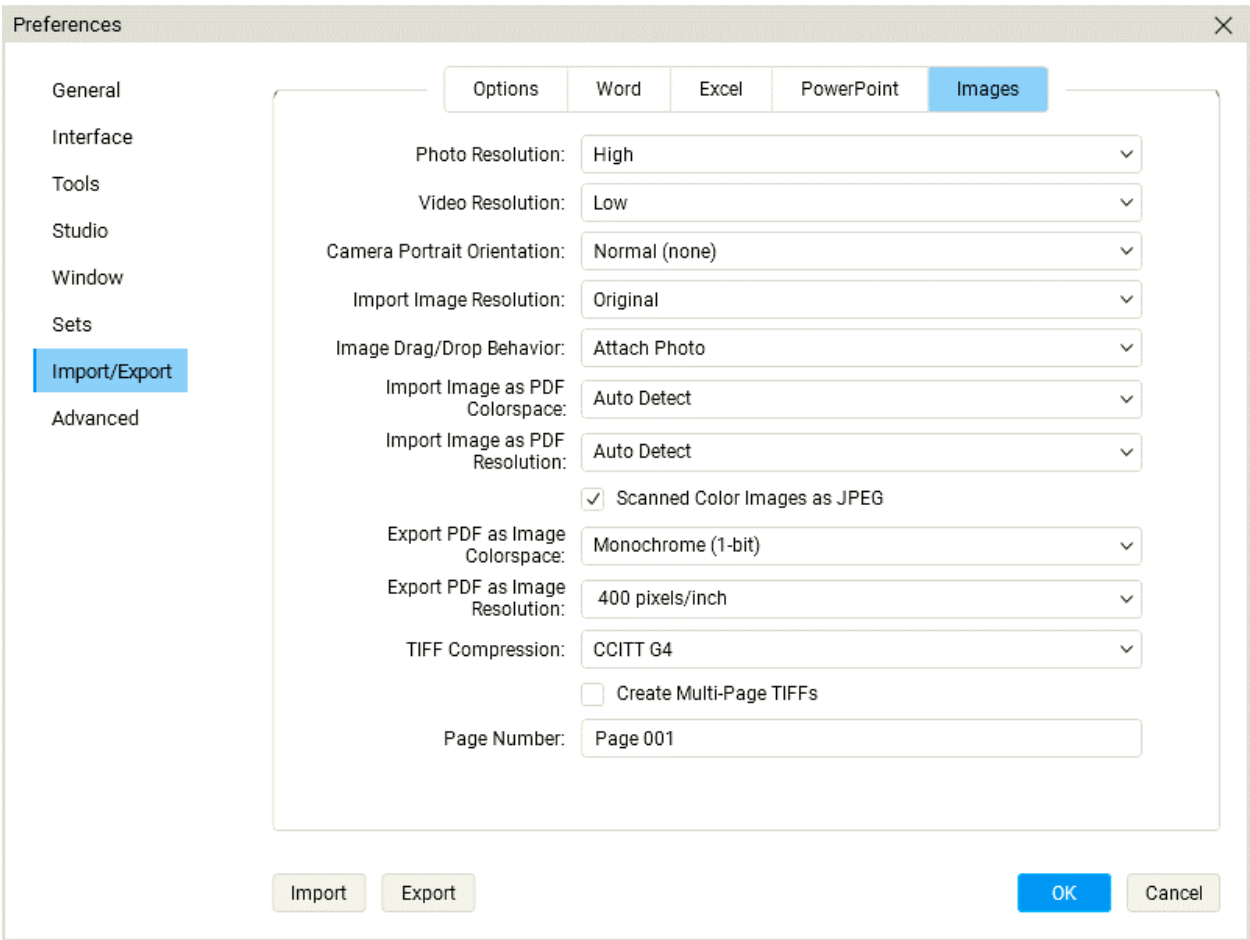 Preferences
General
Interface
Tools
Studio
Window
Sets
Import/Export
Advanced
Options Word Excel PowerPoint Images
Photo Resolution: High
Video Resolution: Low
Camera Portrait Orientation: Normal (none)
Import Image Resolution: Original
Image Drag/Drop Behavior: Attach Photo
Import Image as PDF
Colorspace: Auto Detect
Import Image as PDF
Resolution: Auto Detect
Scanned Color Images as JPEG
Export PDF as Image
Colorspace: Monochrome (1-bit)
Export PDF as Image
Resolution: 400 pixels/inch
TIFF Compression: CCITT G4
Create Multi-Page TIFFs
Page Number: Page 001
Import Export OK Cancel